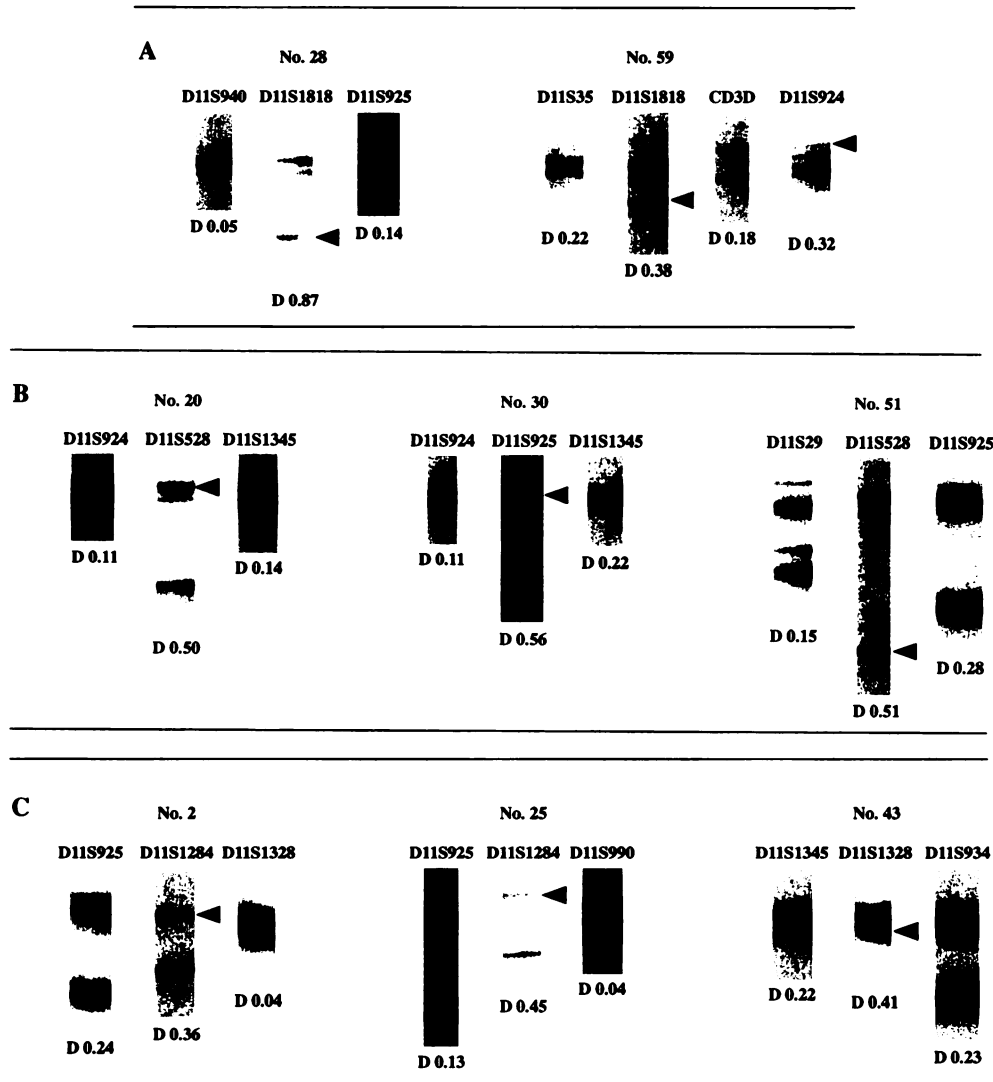 A
No. 28
No. 59
D11S940 D11S1818 D11S925
D11S35 D11S1818 CD3D D11S924
D 0.05
D 0.87
D 0.14
D 0.22
D 0.38
D 0.18
D 0.32
B
No. 20
No. 30
No. 51
D11S924 D11S528 D11S1345
D11S924 D11S925 D11S1345
D11S29 D11S528 D11S925
D 0.11
D 0.50
D 0.14
D 0.11
D 0.56
D 0.22
D 0.15
D 0.51
D 0.28
C
No. 2
No. 25
No. 43
D11S925 D11S1284 D11S1328
D11S925 D11S1284 D11S990
D11S1345 D11S1328 D11S934
D 0.24
D 0.36
D 0.04
D 0.13
D 0.45
D 0.04
D 0.22
D 0.41
D 0.23